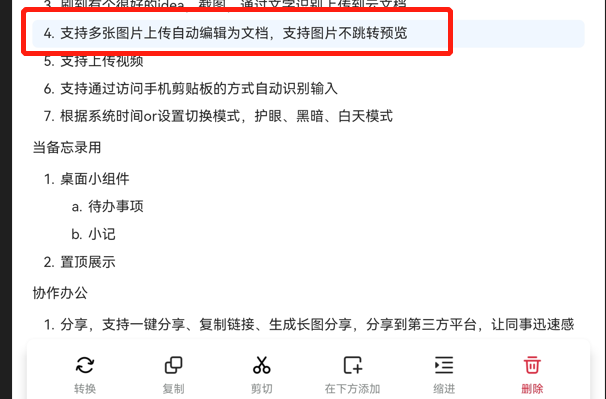 3. 刷到有个很好的idea，截图，通过文字识别上传到云文档
4. 支持多张图片上传自动编辑为文档，支持图片不跳转预览
5. 支持上传视频
6. 支持通过访问手机剪贴板的方式自动识别输入
7. 根据系统时间or设置切换模式，护眼、黑暗、白天模式
当备忘录用
1. 桌面小组件
a. 待办事项
b. 小记
2. 置顶展示
协作办公
1. 分享，支持一键分享、复制链接、生成长图分享，分享到第三方平台，让同事迅速感
转换 复制 剪切 在下方添加 缩进 删除